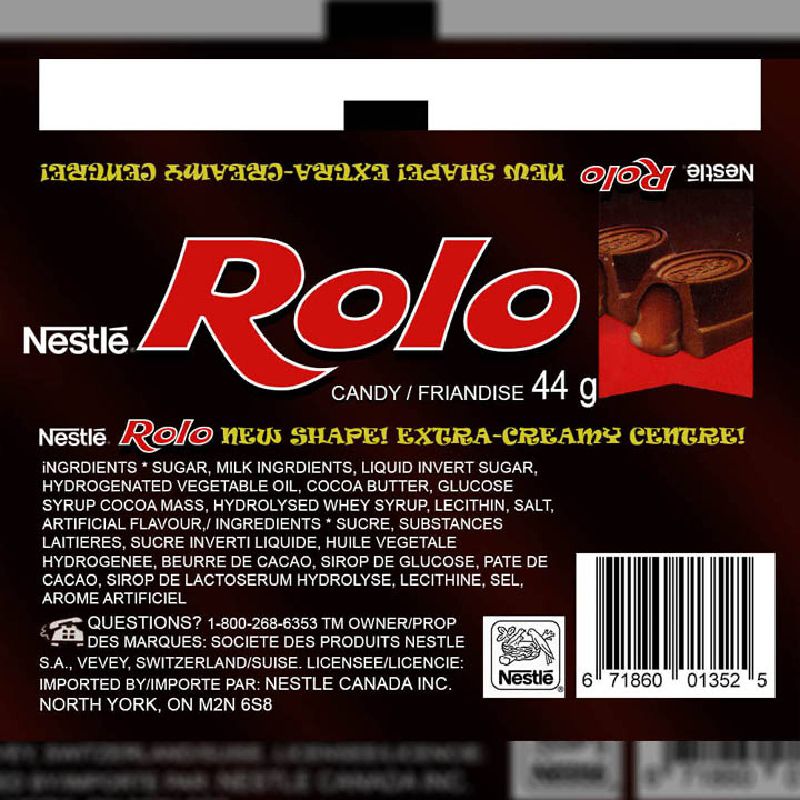 NEW SHAPE! EXTRA-CREAMY CENTRE!
Nestlé Rolo
Nestlé Rolo
CANDY / FRIANDISE 44 g
Nestlé Rolo NEW SHAPE! EXTRA-CREAMY CENTRE!
iNGRDIENTS * SUGAR, MILK INGRDIENTS, LIQUID INVERT SUGAR,
HYDROGENATED VEGETABLE OIL, COCOA BUTTER, GLUCOSE
SYRUP COCOA MASS, HYDROLYSED WHEY SYRUP, LECITHIN, SALT,
ARTIFICIAL FLAVOUR,/ INGREDIENTS * SUCRE, SUBSTANCES
LAITIERES, SUCRE INVERTI LIQUIDE, HUILE VEGETALE
HYDROGENEE, BEURRE DE CACAO, SIROP DE GLUCOSE, PATE DE
CACAO, SIROP DE LACTOSERUM HYDROLYSE, LECITHINE, SEL,
AROME ARTIFICIEL
QUESTIONS? 1-800-268-6353 TM OWNER/PROP
DES MARQUES: SOCIETE DES PRODUITS NESTLE
S.A., VEVEY, SWITZERLAND/SUISE. LICENSEE/LICENCIE:
IMPORTED BY/IMPORTE PAR: NESTLE CANADA INC.
NORTH YORK, ON M2N 6S8
Nestlé
6 71860 01352 5